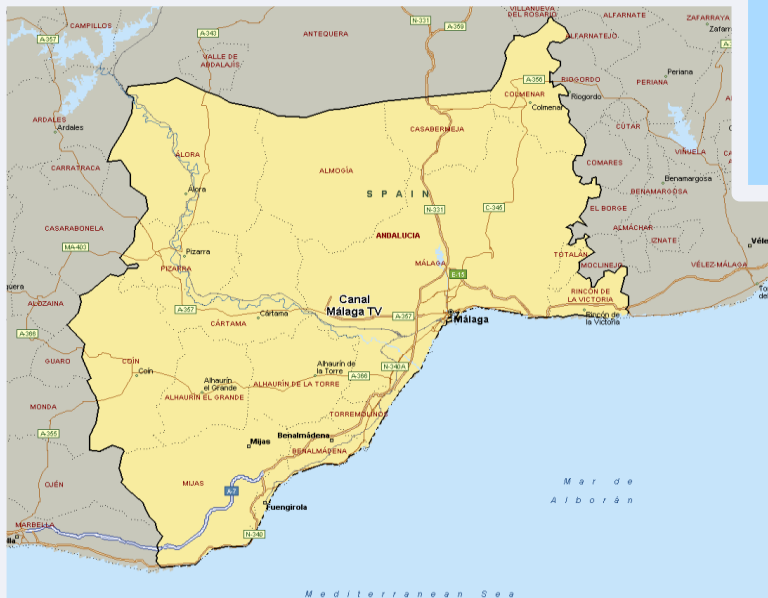 VILLANUEVA
DEL ROSARIO
ALFARNATE
ZAFARRAYA
N-331
A-359
CAMPILLOS
A-343
ANTEQUERA
A-357
ALFARNATEJO
VALLE DE
ABDALAJÍS
PERIANA
Periana
A-356
RIOGORDO
Riogordo
COLMENAR
Colmenar
ARDALES
Ardales
CASABERMEJA
CÚTAR
ÁLORA
VIÑUELA
COMARES
CARRATRACA
ALMOGÍA
Benamargosa
BENAMARGOSA
SPAIN
Álora
N-331
C-345
EL BORGE
CASARABONELA
ALMÁCHAR
ANDALUCIA
IZNATE
MA-403
Pizarra
TOTALÁN
PIZARRA
MÁLAGA
MOCLINEJO
VÉLEZ-MÁLAGA
E-15
RINCÓN DE
LA VICTORIA
ALOZAINA
Canal
Málaga TV
A-357
Cártama
A-357
Málaga
Rincón de
la Victoria
CÁRTAMA
A-366
GUARO
COÍN
Alhaurín de
la Torre
N-340A
Coín
A-366
Alhaurín
el Grande
ALHAURÍN DE LA TORRE
ALHAURÍN EL GRANDE
MONDA
TORREMOLINOS
A-355
Benalmádena
Mijas
BENALMÁDENA
OJÉN
MIJAS
Mar de
Alborán
A-7
Fuengirola
MARBELLA
N-340
Mediterranean Sea